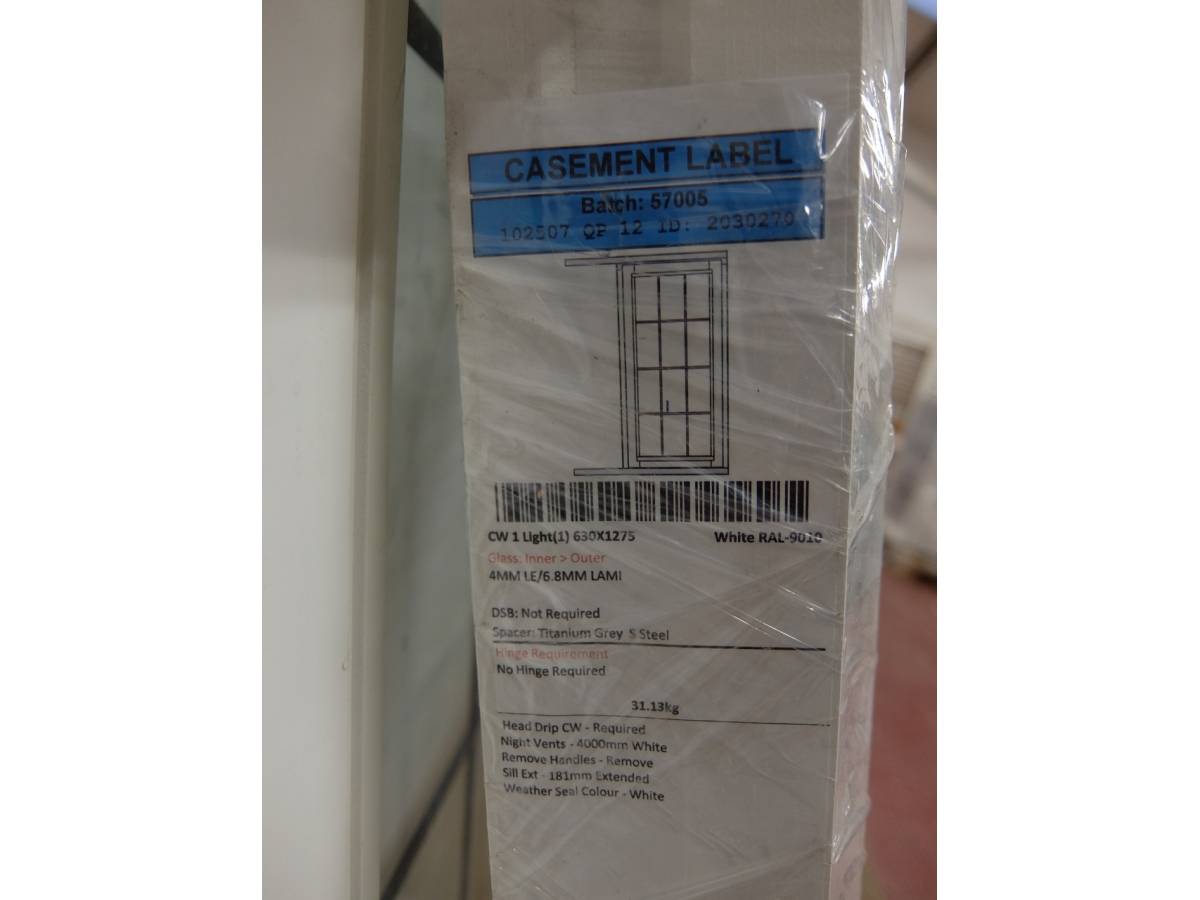 CASEMENT LABEL
Batch: 57005
102507 QP 12 ID: 2030270
CW 1 Light(1) 630X1275 White RAL-9010
Glass: Inner > Outer
4MM LE/6.8MM LAMI
DSB: Not Required
Spacer: Titanium Grey S Steel
Hinge Requirement
No Hinge Required
31.13kg
Head Drip CW - Required
Night Vents - 4000mm White
Remove Handles - Remove
Sill Ext - 181mm Extended
Weather Seal Colour - White